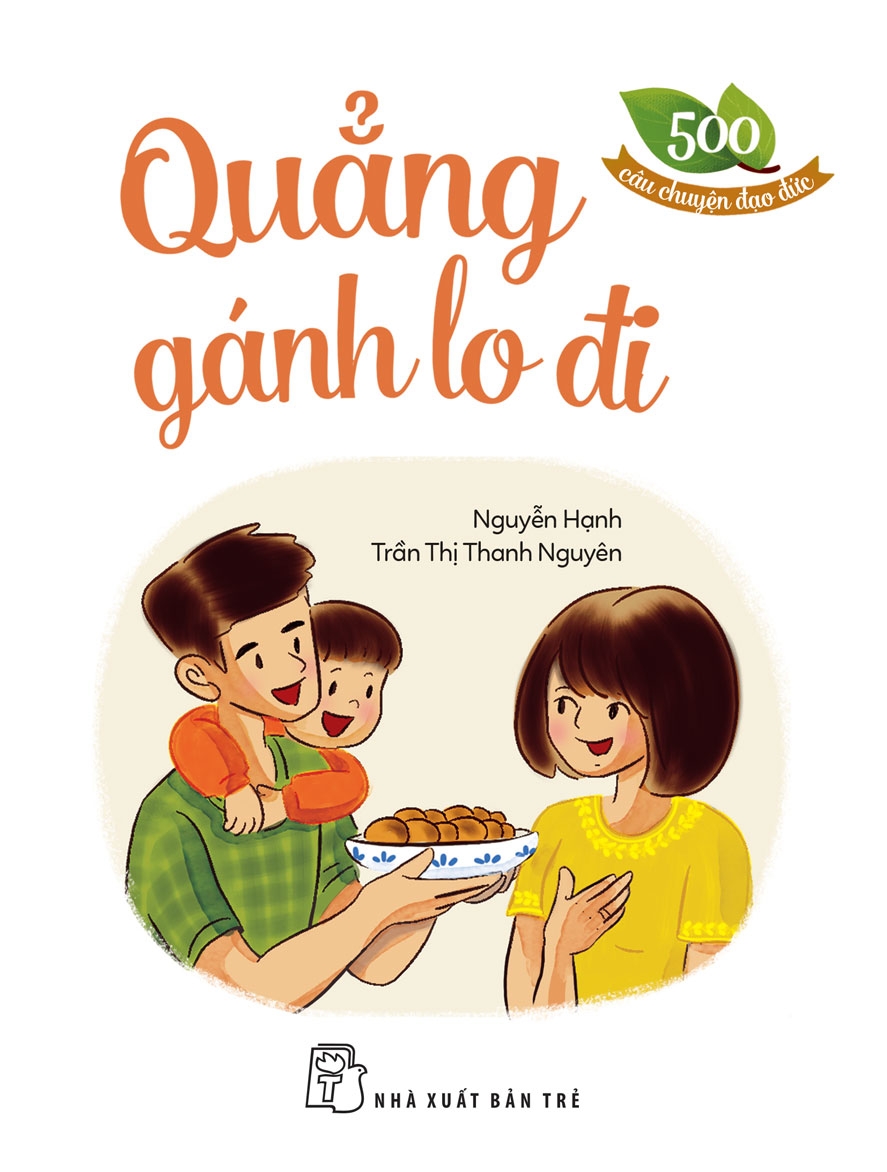 500
câu chuyện đạo đức
Quẳng
gánh lo đi
Nguyễn Hạnh
Trần Thị Thanh Nguyên
T
NHÀ XUẤT BẢN TRẺ